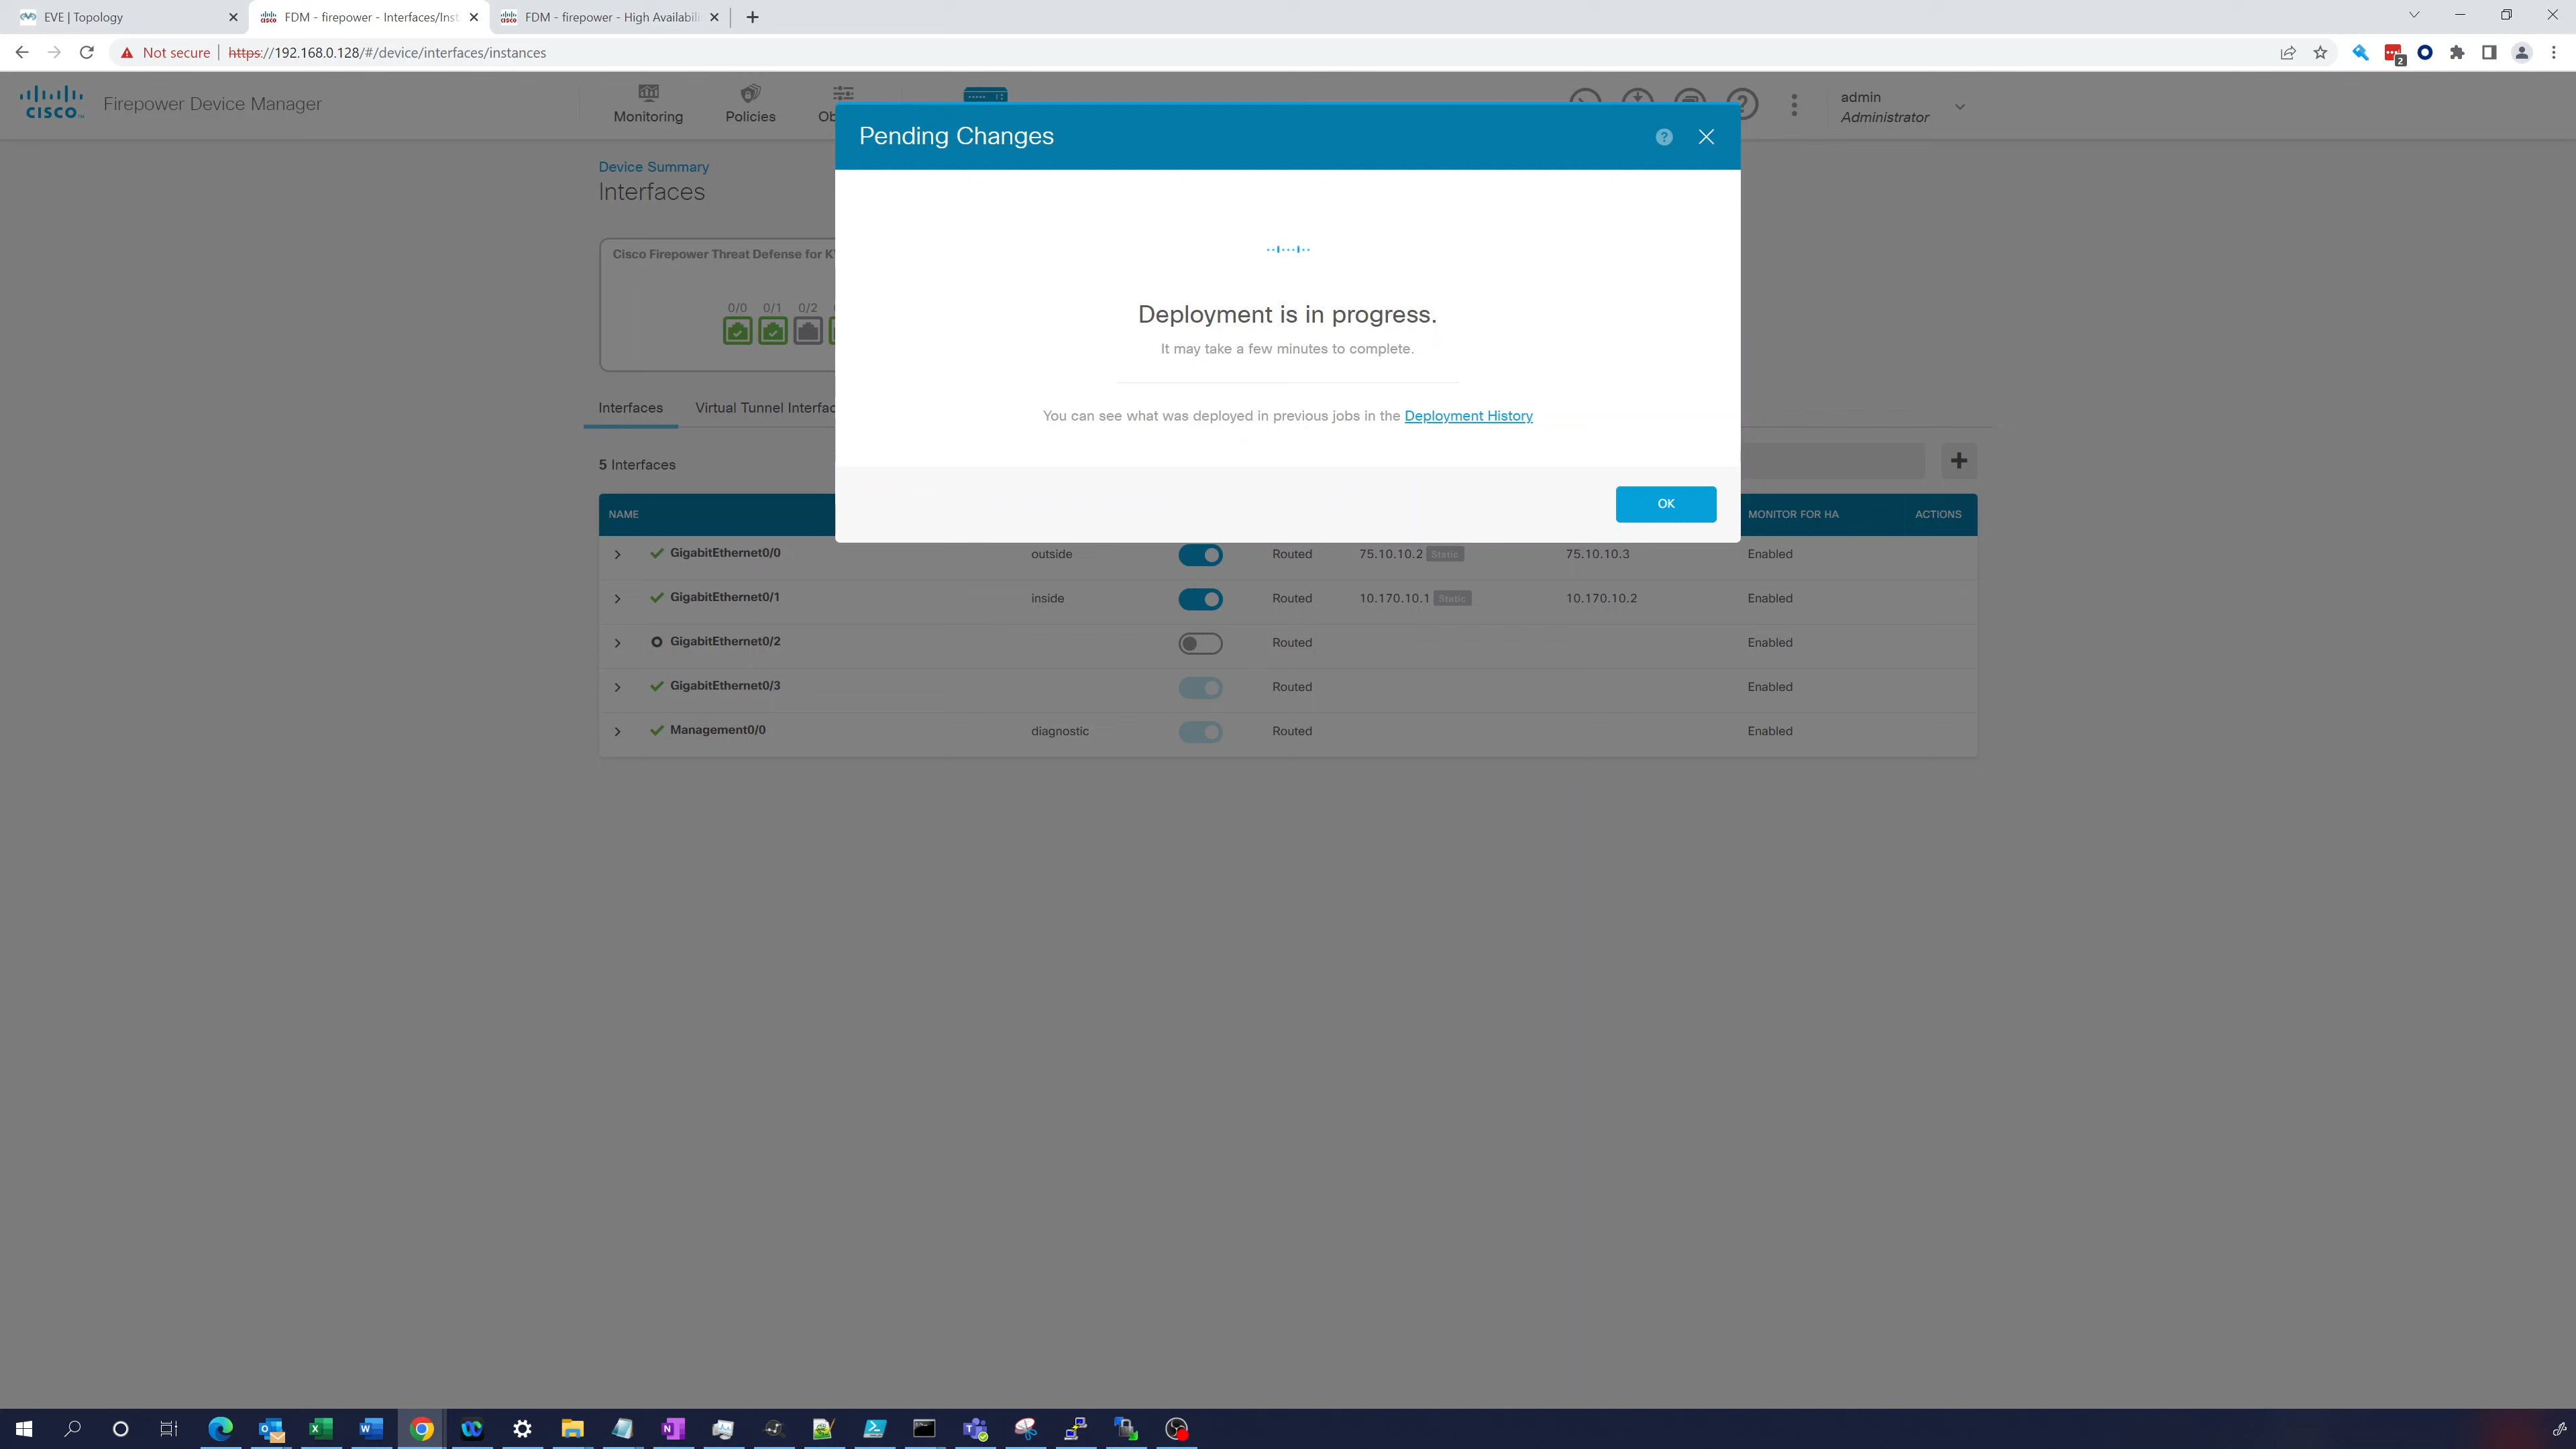 EVE | Topology
FDM - firepower - Interfaces/Inst
FDM - firepower - High Availabili
Not secure
https://192.168.0.128/#/device/interfaces/instances
2
CISCO
Firepower Device Manager
Monitoring
Policies
Ob
admin
Administrator
Pending Changes
Device Summary
Interfaces
Cisco Firepower Threat Defense for K
0/0 0/1 0/2
Deployment is in progress.
It may take a few minutes to complete.
You can see what was deployed in previous jobs in the Deployment History
OK
Interfaces
Virtual Tunnel Interfac
5 Interfaces
NAME MONITOR FOR HA ACTIONS
GigabitEthernet0/0 outside Routed 75.10.10.2 Static 75.10.10.3 Enabled
GigabitEthernet0/1 inside Routed 10.170.10.1 Static 10.170.10.2 Enabled
GigabitEthernet0/2 Routed Enabled
GigabitEthernet0/3 Routed Enabled
Management0/0 diagnostic Routed Enabled